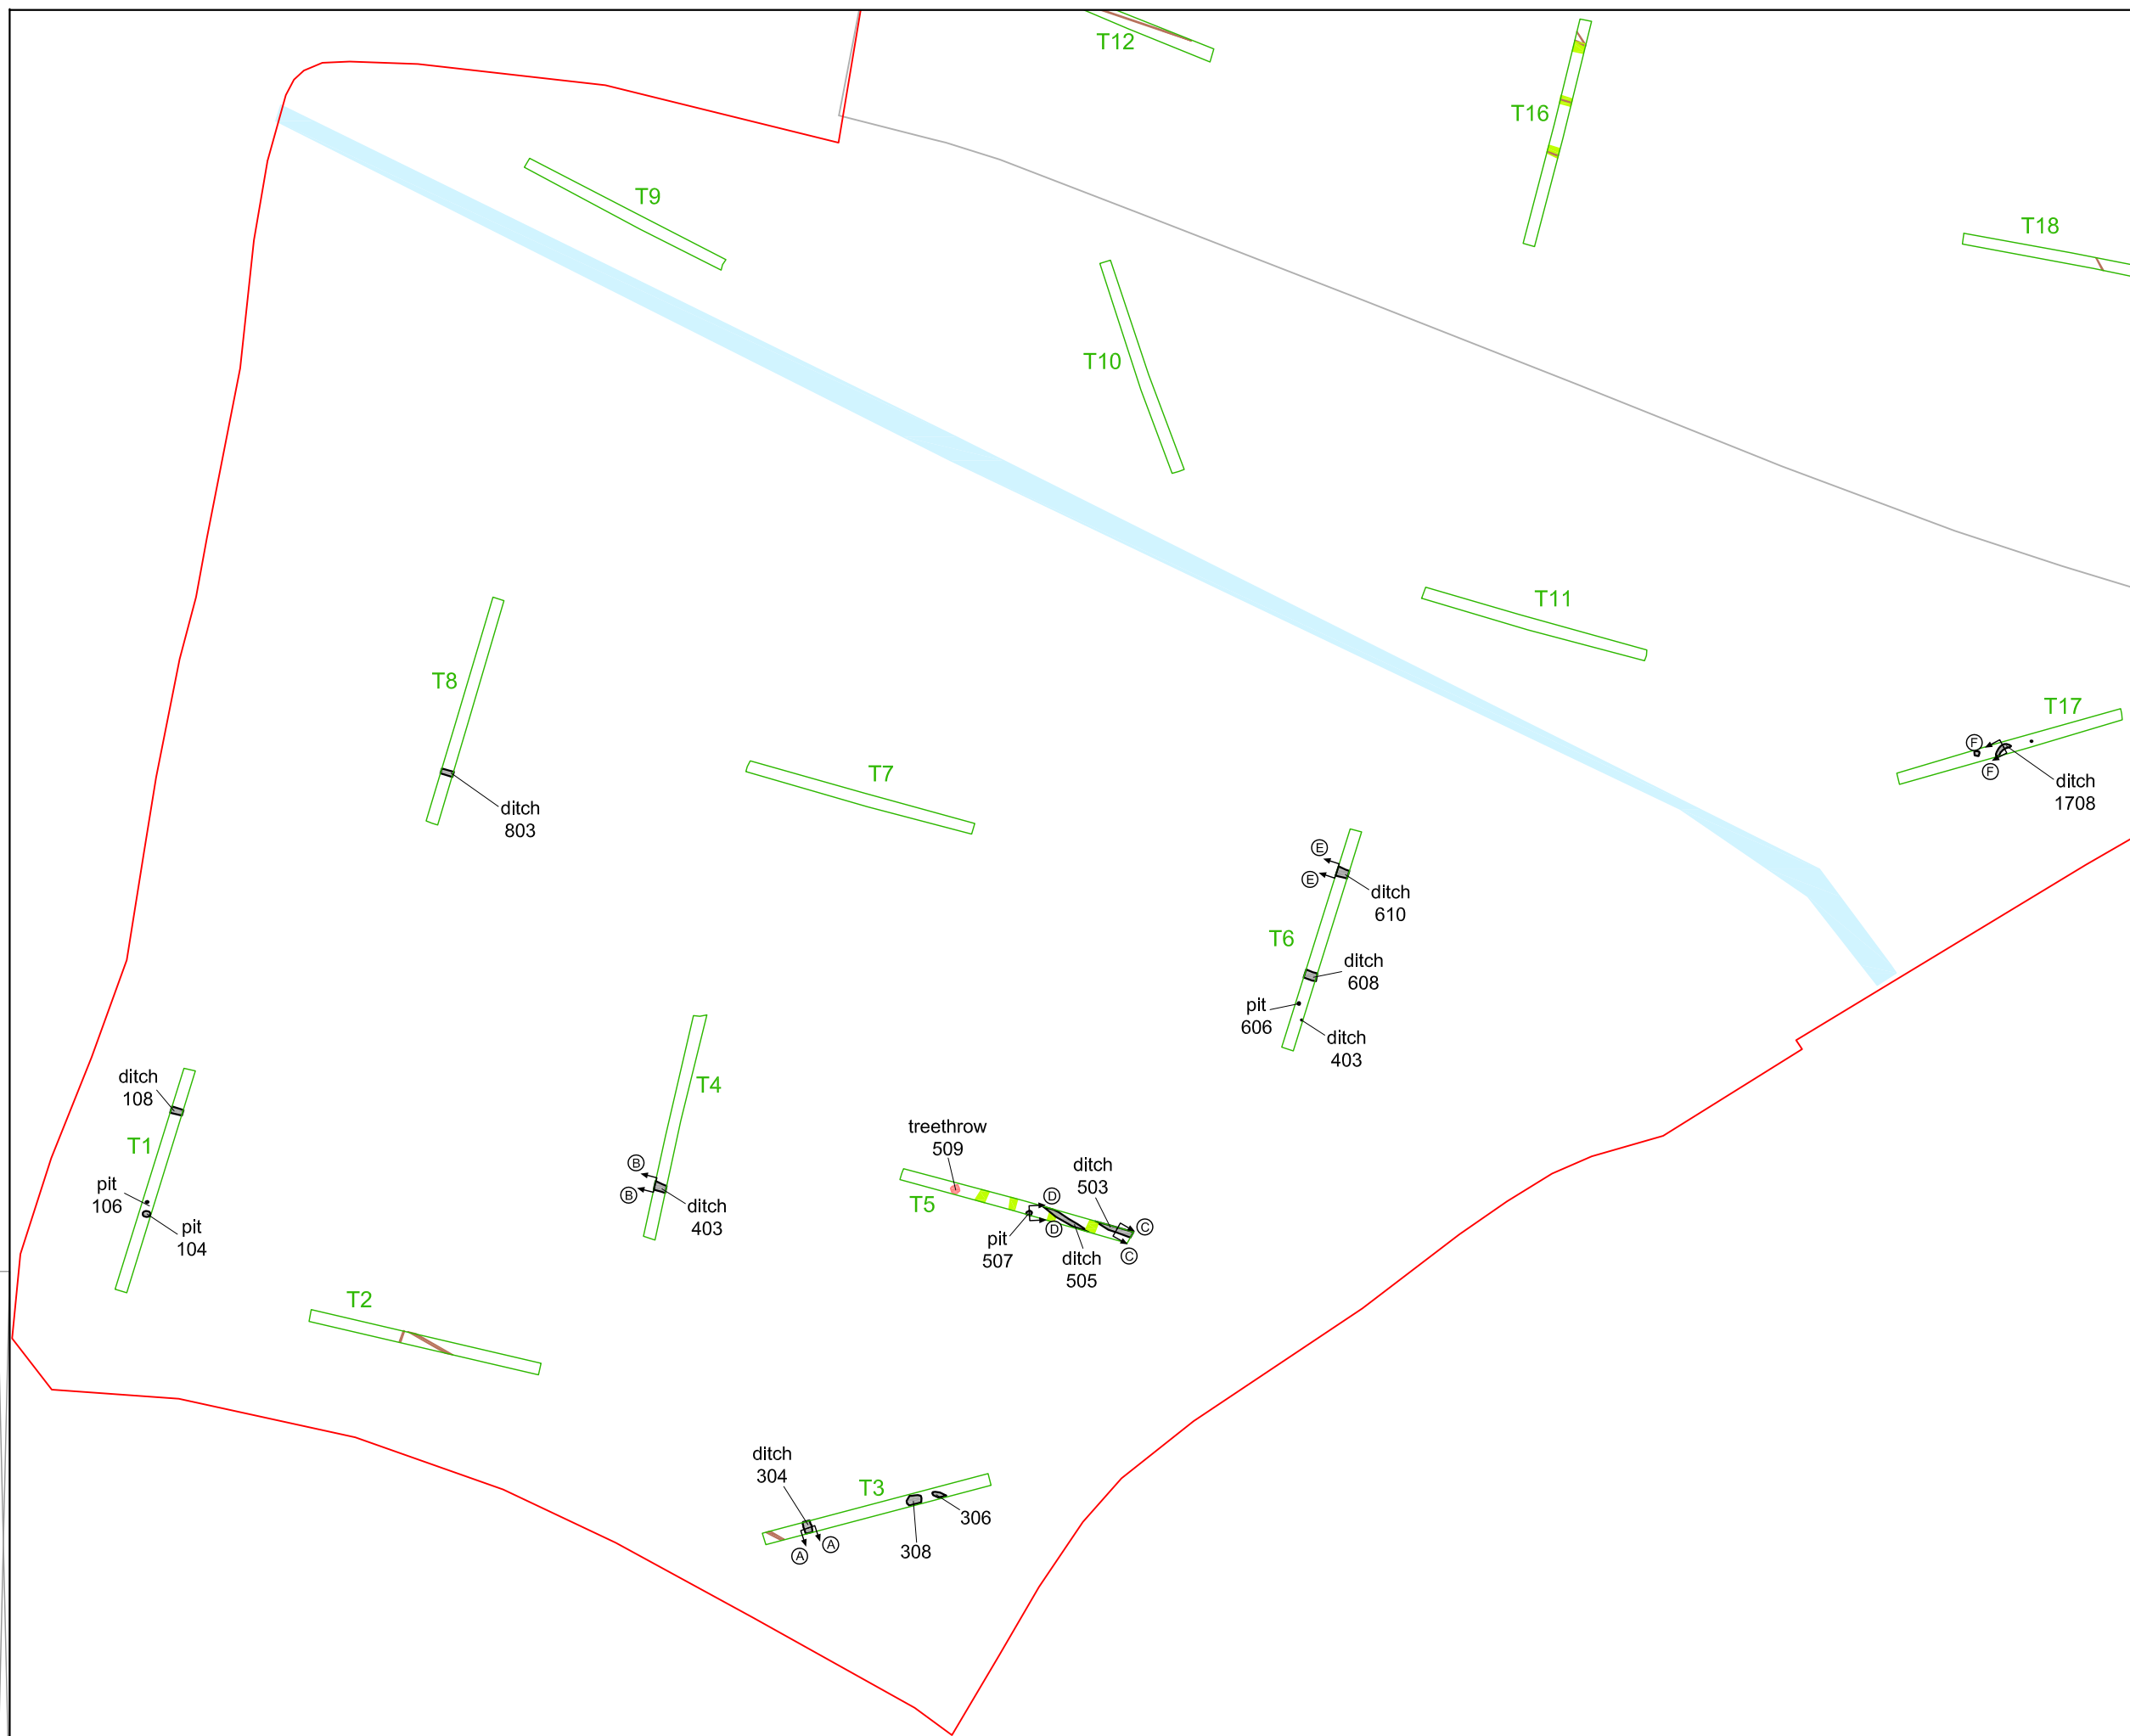 T12
T16
T9
T18
T10
T11
T8
T17
Ⓕ
Ⓕ
ditch
1708
T7
ditch
803
Ⓔ
Ⓔ
ditch
610
T6
ditch
608
pit
606
ditch
403
ditch
108
T1
pit
106
pit
104
T4
Ⓑ
Ⓑ
ditch
403
treethrow
509
ditch
503
T5
Ⓓ
Ⓓ
Ⓒ
Ⓒ
pit
507
ditch
505
T2
ditch
304
T3
306
308
Ⓐ
Ⓐ